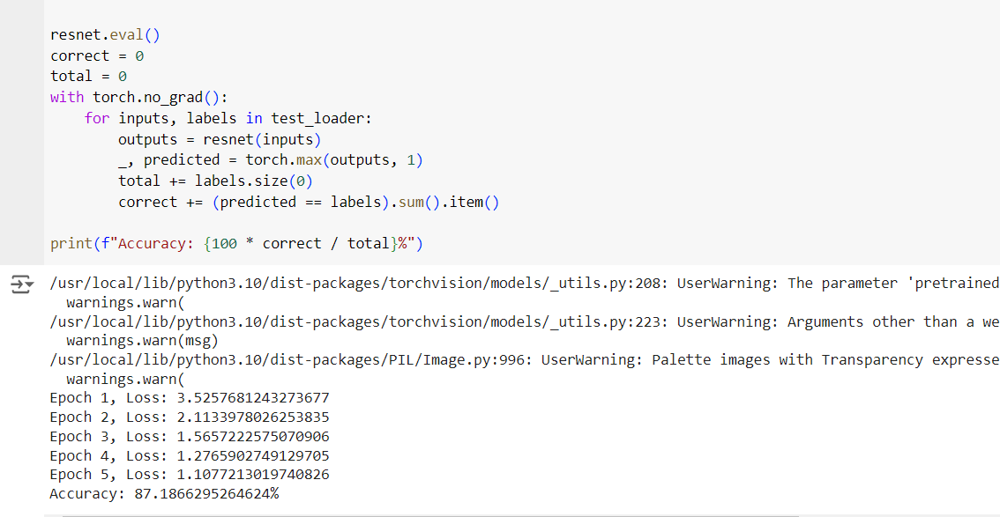 resnet.eval()
correct = 0
total = 0
with torch.no_grad():
    for inputs, labels in test_loader:
        outputs = resnet(inputs)
        _, predicted = torch.max(outputs, 1)
        total += labels.size(0)
        correct += (predicted == labels).sum().item()
print(f"Accuracy: {100 * correct / total}%")
/usr/local/lib/python3.10/dist-packages/torchvision/models/_utils.py:208: UserWarning: The parameter 'pretrained
  warnings.warn(
/usr/local/lib/python3.10/dist-packages/torchvision/models/_utils.py:223: UserWarning: Arguments other than a we
  warnings.warn(msg)
/usr/local/lib/python3.10/dist-packages/PIL/Image.py:996: UserWarning: Palette images with Transparency expresse
  warnings.warn(
Epoch 1, Loss: 3.5257681243273677
Epoch 2, Loss: 2.1133978026253835
Epoch 3, Loss: 1.5657222575070906
Epoch 4, Loss: 1.2765902749129705
Epoch 5, Loss: 1.1077213019740826
Accuracy: 87.1866295264624%